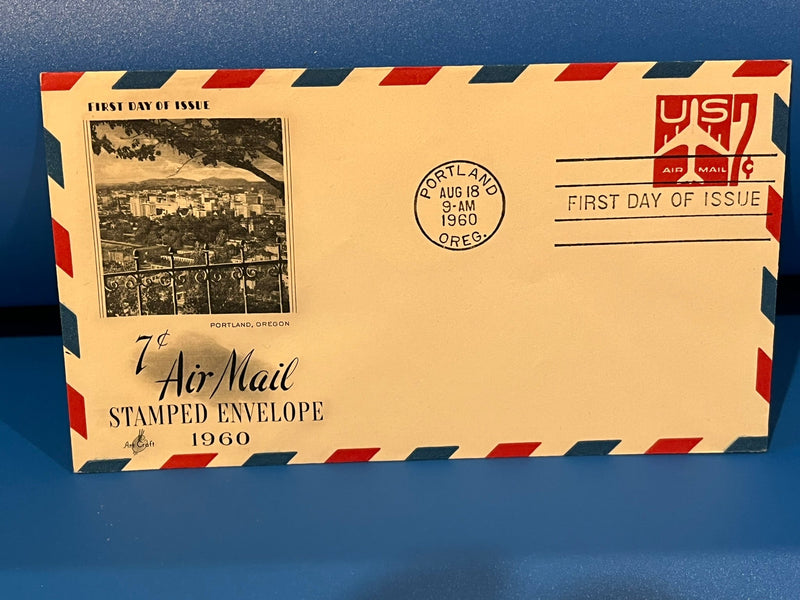 FIRST DAY OF ISSUE
PORTLAND, OREGON
7¢
Air Mail
STAMPED ENVELOPE
1960
ArtCraft
PORTLAND
AUG 18
9-AM
1960
OREG.
US 7¢
AIR MAIL
FIRST DAY OF ISSUE